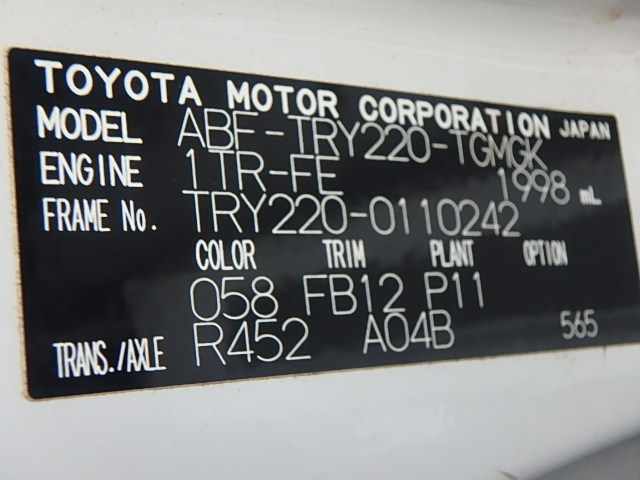 TOYOTA MOTOR CORPORATION JAPAN
MODEL ABF-TRY220-TGMGK
ENGINE 1TR-FE 1998 mL
FRAME No. TRY220-0110242
COLOR TRIM PLANT OPTION
058 FB12 P11
TRANS./AXLE R452 A04B 565